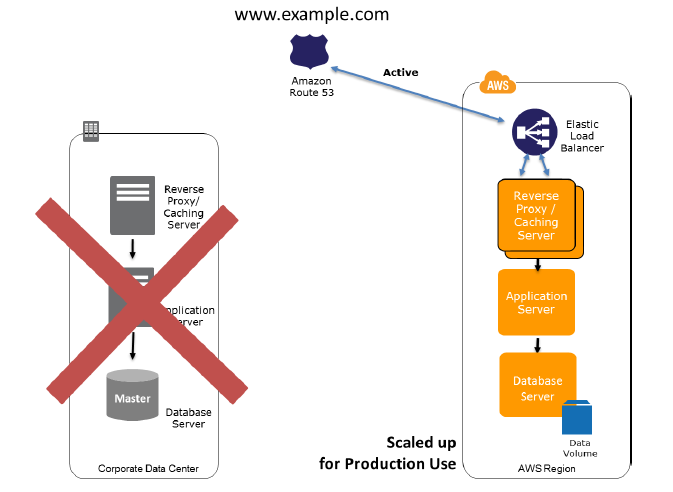 www.example.com
Amazon
Route 53
Active
AWS
Elastic
Load
Balancer
Reverse
Proxy/
Caching
Server
Reverse
Proxy /
Caching
Server
Application
Server
Application
Server
Master
Database
Server
Database
Server
Data
Volume
Scaled up
for Production Use
Corporate Data Center
AWS Region